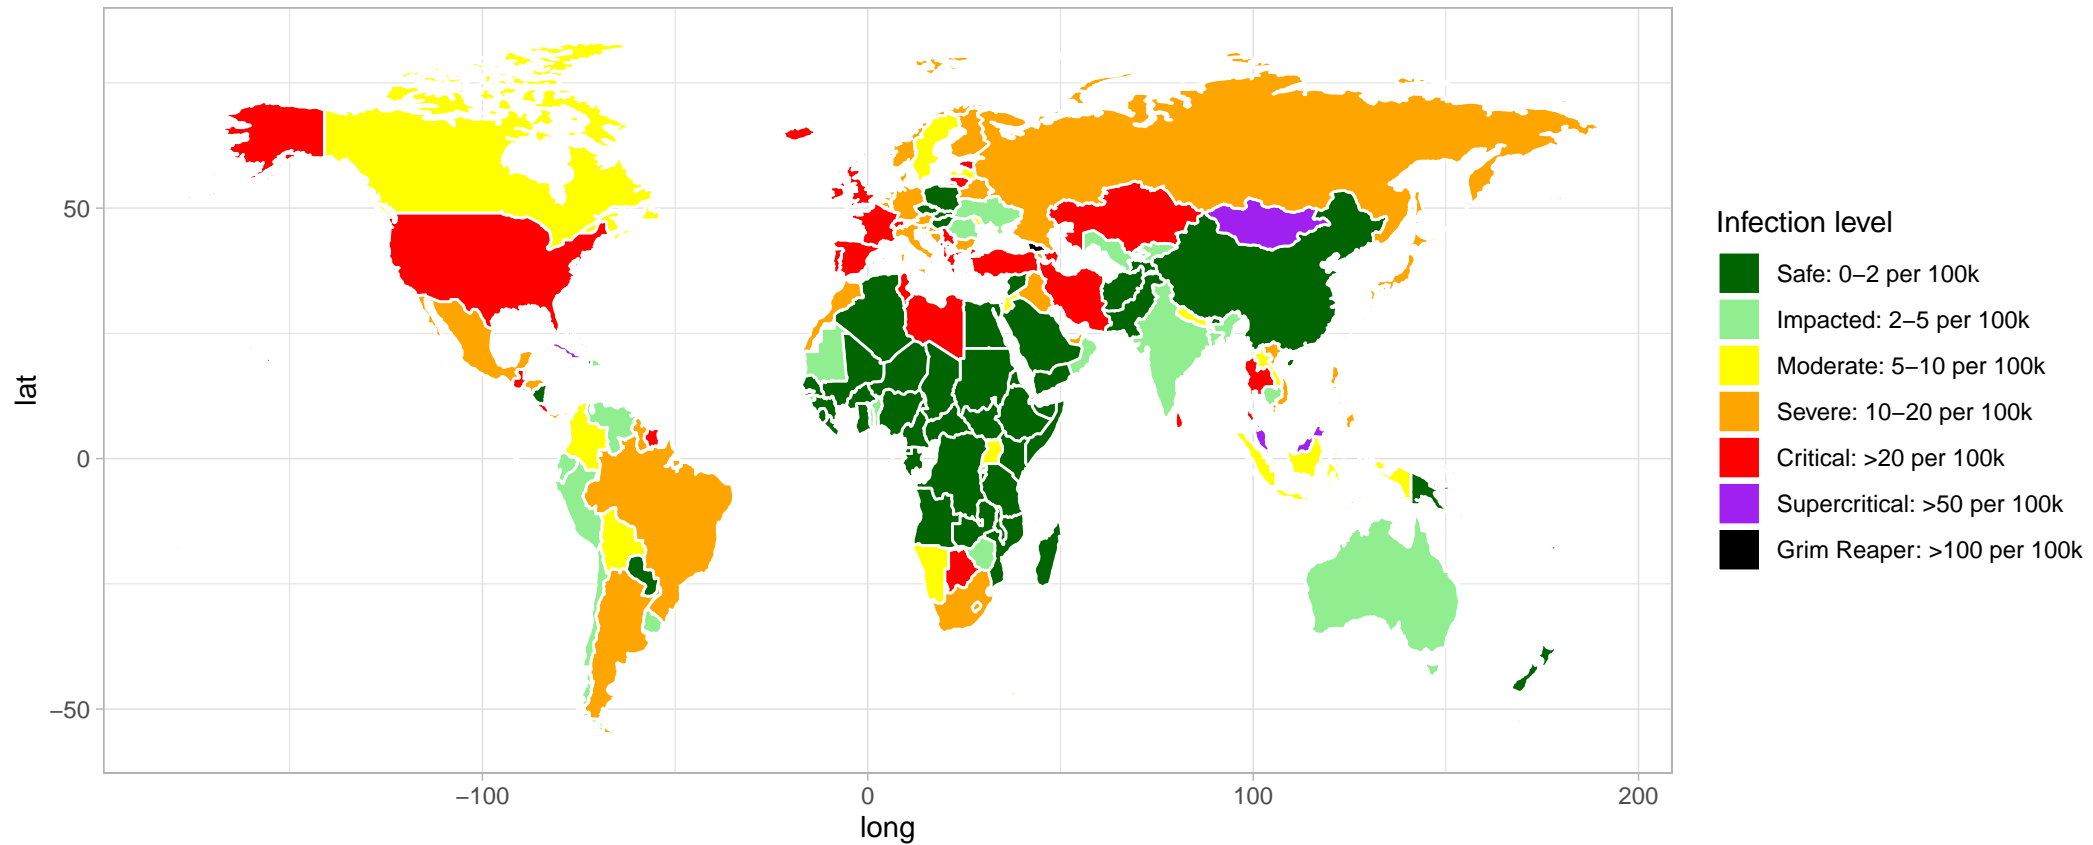 50
0
−50
lat
−100
0
100
200
long
Infection level
Safe: 0−2 per 100k
Impacted: 2−5 per 100k
Moderate: 5−10 per 100k
Severe: 10−20 per 100k
Critical: >20 per 100k
Supercritical: >50 per 100k
Grim Reaper: >100 per 100k